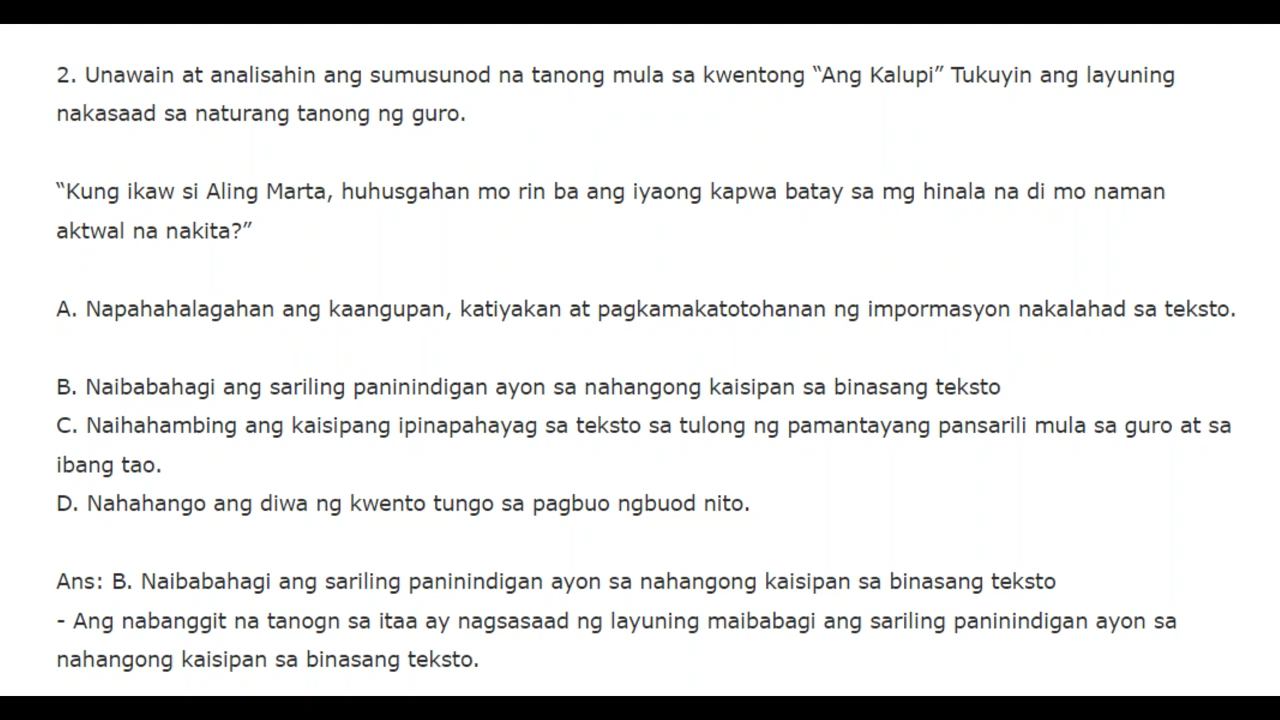 2. Unawain at analisahin ang sumusunod na tanong mula sa kwentong “Ang Kalupi” Tukuyin ang layuning
nakasaad sa naturang tanong ng guro.
“Kung ikaw si Aling Marta, huhusgahan mo rin ba ang iyaong kapwa batay sa mg hinala na di mo naman
aktwal na nakita?”
A. Napahahalagahan ang kaangupan, katiyakan at pagkamakatotohanan ng impormasyon nakalahad sa teksto.
B. Naibabahagi ang sariling paninindigan ayon sa nahangong kaisipan sa binasang teksto
C. Naihahambing ang kaisipang ipinapahayag sa teksto sa tulong ng pamantayang pansarili mula sa guro at sa
ibang tao.
D. Nahahango ang diwa ng kwento tungo sa pagbuo ngbuod nito.
Ans: B. Naibabahagi ang sariling paninindigan ayon sa nahangong kaisipan sa binasang teksto
- Ang nabanggit na tanogn sa itaa ay nagsasaad ng layuning maibabagi ang sariling paninindigan ayon sa
nahangong kaisipan sa binasang teksto.